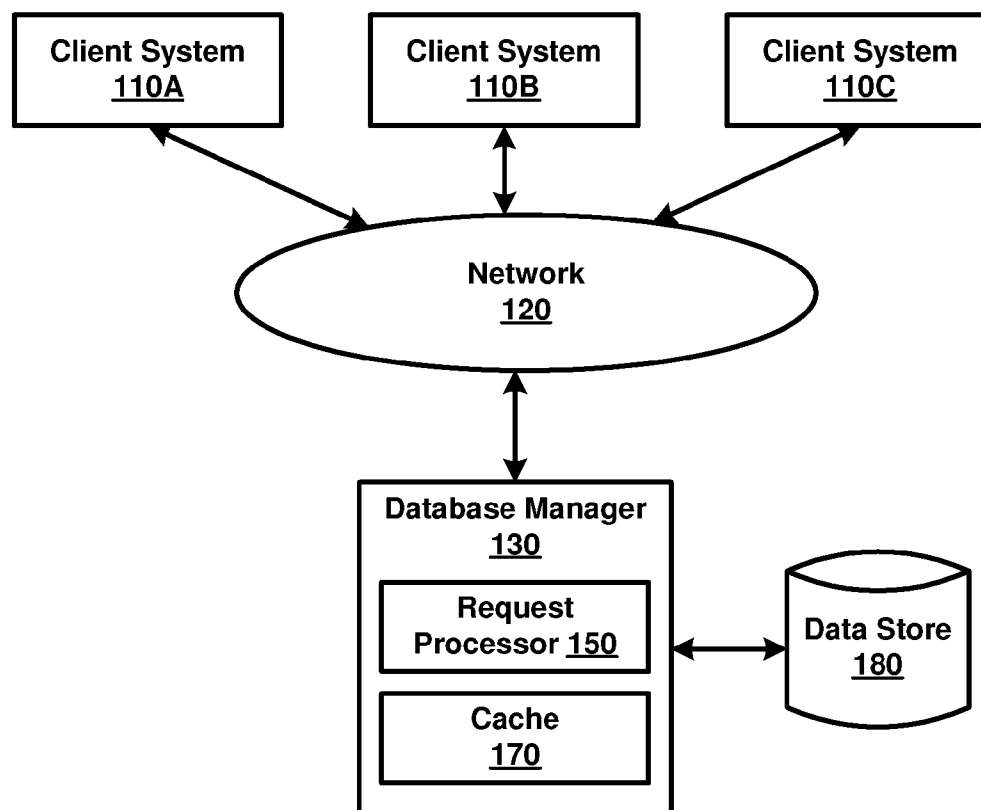 Client System
110A
Client System
110B
Client System
110C
Network
120
Database Manager
130
Request
Processor 150
Cache
170
Data Store
180